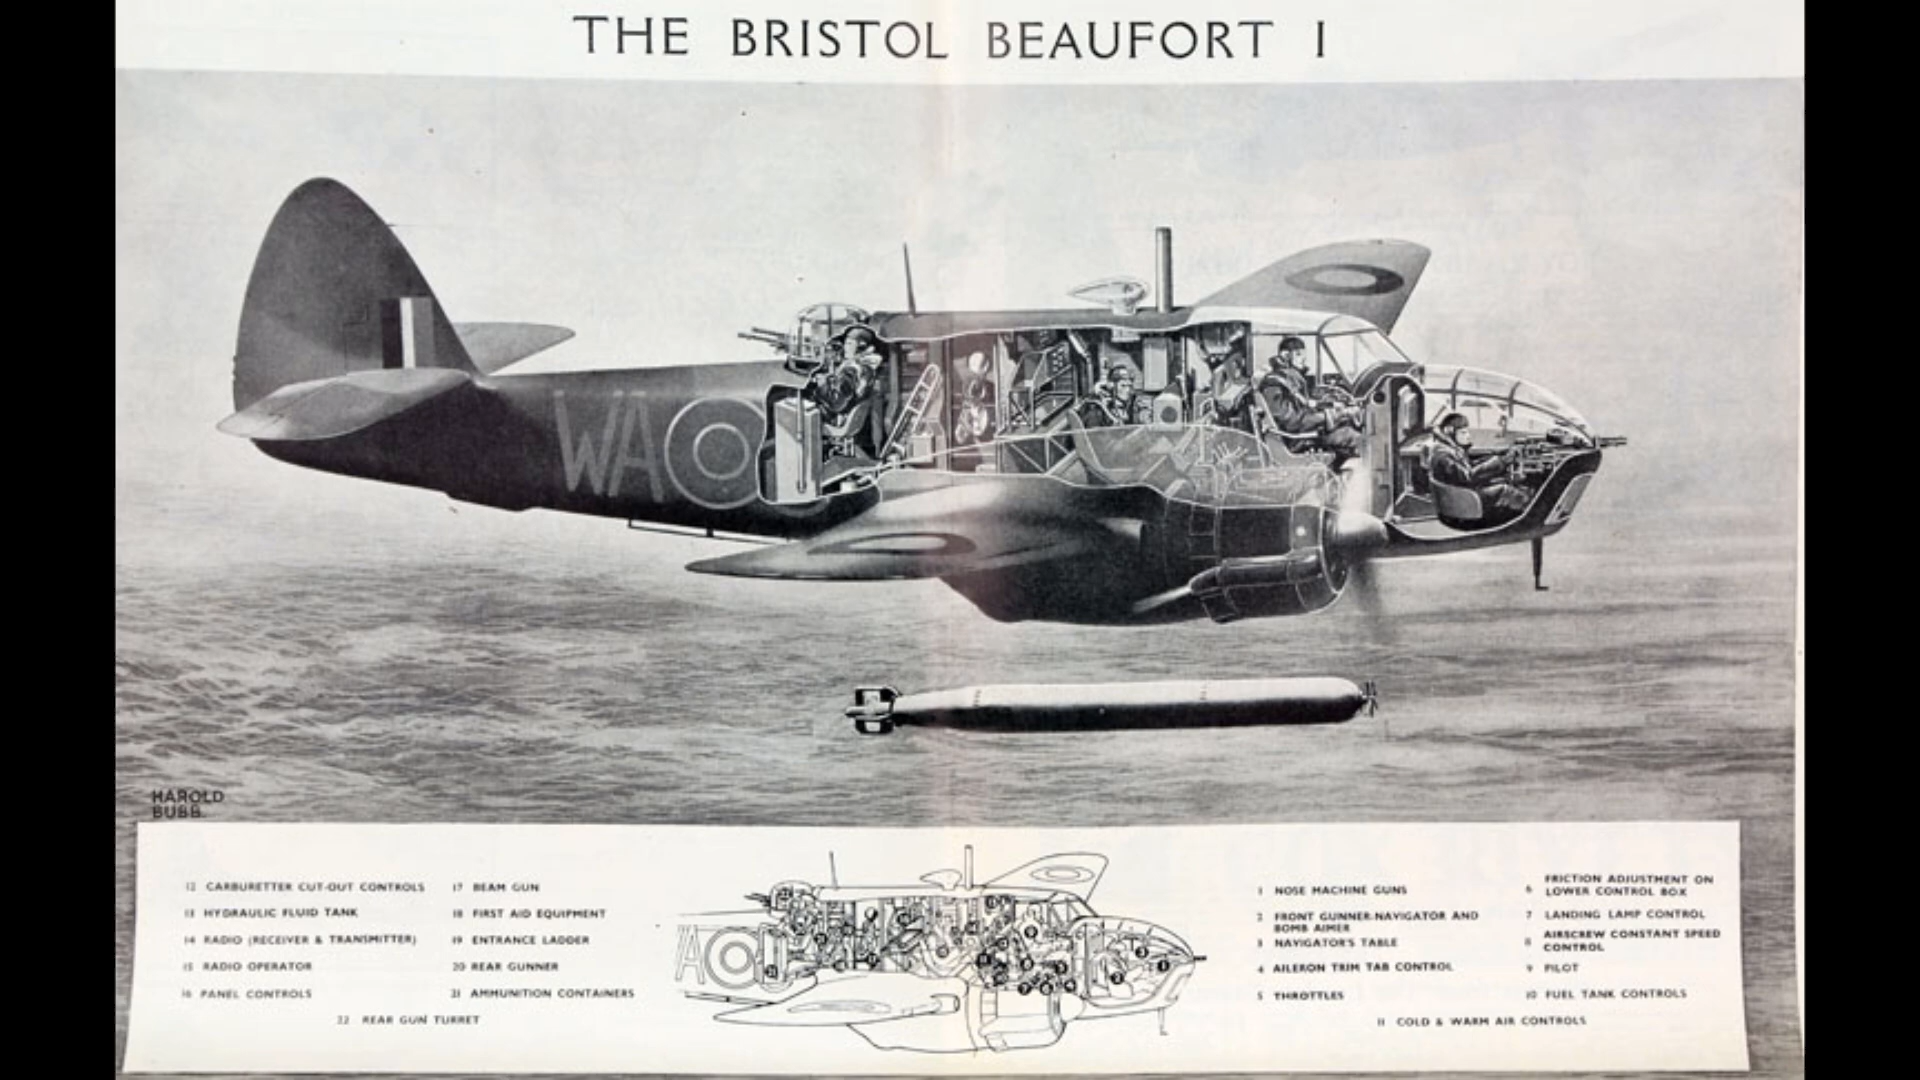 THE BRISTOL BEAUFORT I
WA
HAROLD
BUBB.
12 CARBURETTER CUT-OUT CONTROLS
13 HYDRAULIC FLUID TANK
14 RADIO (RECEIVER & TRANSMITTER)
15 RADIO OPERATOR
16 PANEL CONTROLS
17 BEAM GUN
18 FIRST AID EQUIPMENT
19 ENTRANCE LADDER
20 REAR GUNNER
21 AMMUNITION CONTAINERS
22 REAR GUN TURRET
1 NOSE MACHINE GUNS
2 FRONT GUNNER-NAVIGATOR AND
BOMB AIMER
3 NAVIGATOR'S TABLE
4 AILERON TRIM TAB CONTROL
5 THROTTLES
6 FRICTION ADJUSTMENT ON
LOWER CONTROL BOX
7 LANDING LAMP CONTROL
8 AIRSCREW CONSTANT SPEED
CONTROL
9 PILOT
10 FUEL TANK CONTROLS
11 COLD & WARM AIR CONTROLS